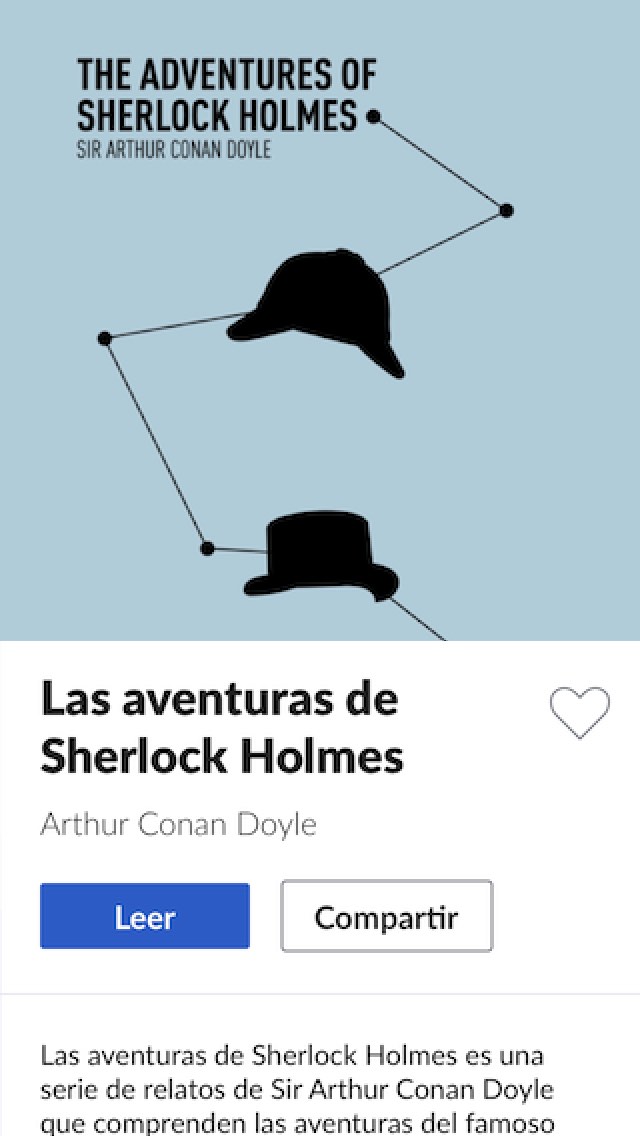 THE ADVENTURES OF
SHERLOCK HOLMES
SIR ARTHUR CONAN DOYLE
Las aventuras de
Sherlock Holmes
Arthur Conan Doyle
Leer
Compartir
Las aventuras de Sherlock Holmes es una
serie de relatos de Sir Arthur Conan Doyle
que comprenden las aventuras del famoso